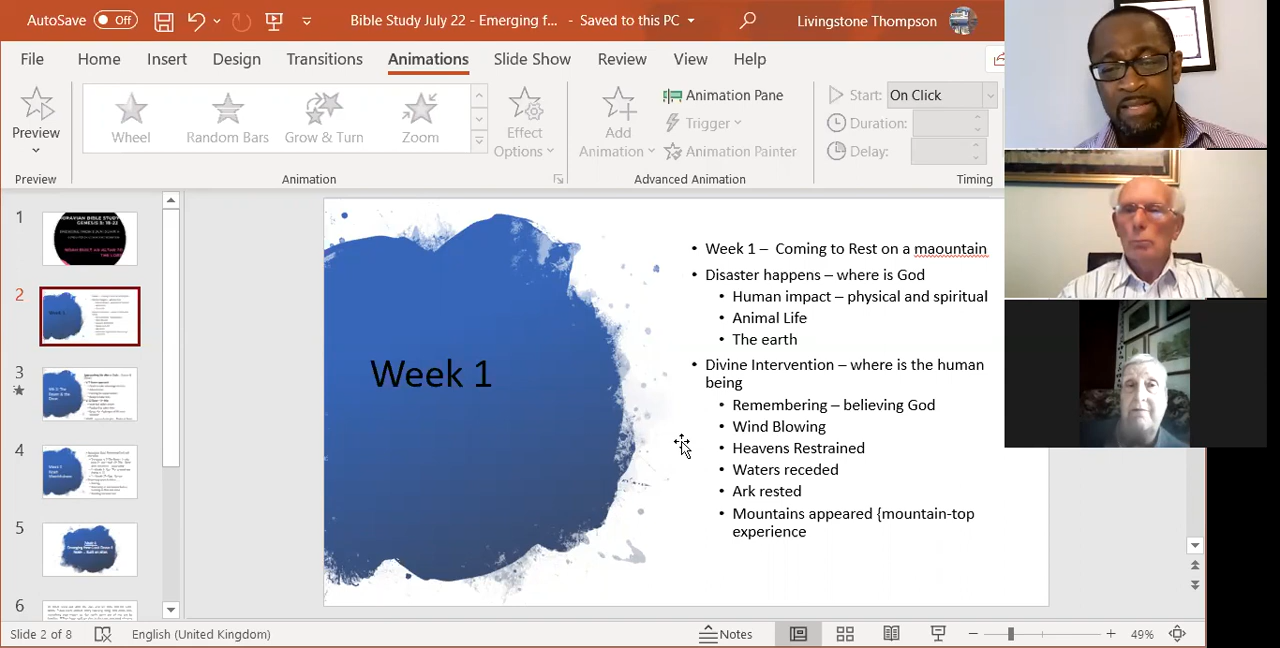 AutoSave Off Bible Study July 22 - Emerging f... - Saved to this PC Livingstone Thompson
File Home Insert Design Transitions Animations Slide Show Review View Help
Preview
Wheel Random Bars Grow & Turn Zoom
Effect
Options
Add
Animation
Animation Pane
Trigger
Animation Painter
Start: On Click
Duration:
Delay:
Preview Animation Advanced Animation Timing
1
2
3
4
5
6
Week 1
• Week 1 – Coming to Rest on a maountain
• Disaster happens – where is God
• Human impact – physical and spiritual
• Animal Life
• The earth
• Divine Intervention – where is the human
being
• Remembering – believing God
• Wind Blowing
• Heavens Restrained
• Waters receded
• Ark rested
• Mountains appeared {mountain-top
experience
Slide 2 of 8 English (United Kingdom) Notes 49%